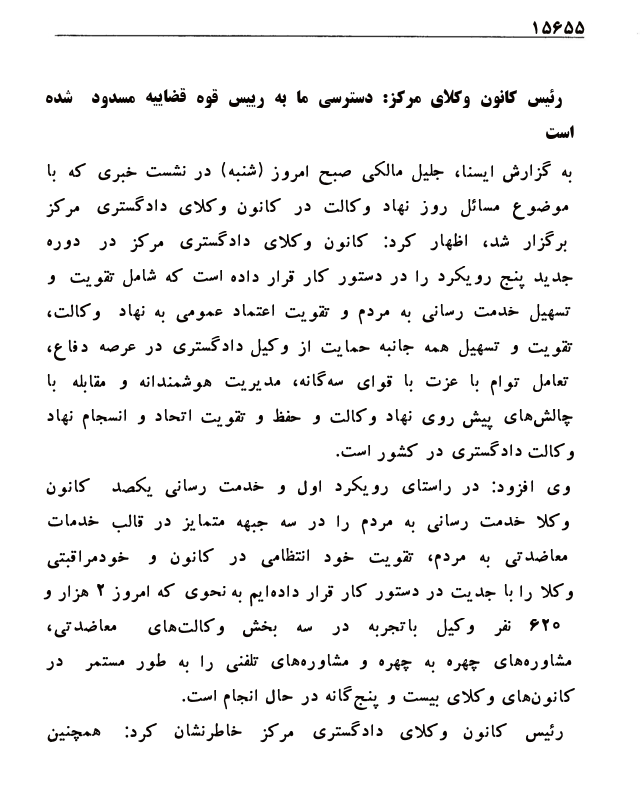 ۱۵۶۵۵
رئیس کانون وکلای مرکز: دسترسی ما به رییس قوه قضاییه مسدود شده
است
به گزارش ایسنا، جلیل مالکی صبح امروز (شنبه) در نشست خبری که با
موضوع مسائل روز نهاد وکالت در کانون وکلای دادگستری مرکز
برگزار شد، اظهار کرد: کانون وکلای دادگستری مرکز در دوره
جدید پنج رویکرد را در دستور کار قرار داده است که شامل تقویت و
تسهیل خدمت رسانی به مردم و تقویت اعتماد عمومی به نهاد وکالت،
تقویت و تسهیل همه جانبه حمایت از وکیل دادگستری در عرصه دفاع،
تعامل توام با عزت با قوای سه‌گانه، مدیریت هوشمندانه و مقابله با
چالش‌های پیش روی نهاد وکالت و حفظ و تقویت اتحاد و انسجام نهاد
وکالت دادگستری در کشور است.
وی افزود: در راستای رویکرد اول و خدمت رسانی یکصد کانون
وکلا خدمت رسانی به مردم را در سه جبهه متمایز در قالب خدمات
معاضدتی به مردم، تقویت خود انتظامی در کانون و خودمراقبتی
وکلا را با جدیت در دستور کار قرار داده‌ایم به نحوی که امروز ۲ هزار و
۶۲۰ نفر وکیل باتجربه در سه بخش وکالت‌های معاضدتی،
مشاوره‌های چهره به چهره و مشاوره‌های تلفنی را به طور مستمر در
کانون‌های وکلای بیست و پنج‌گانه در حال انجام است.
رئیس کانون وکلای دادگستری مرکز خاطرنشان کرد: همچنین